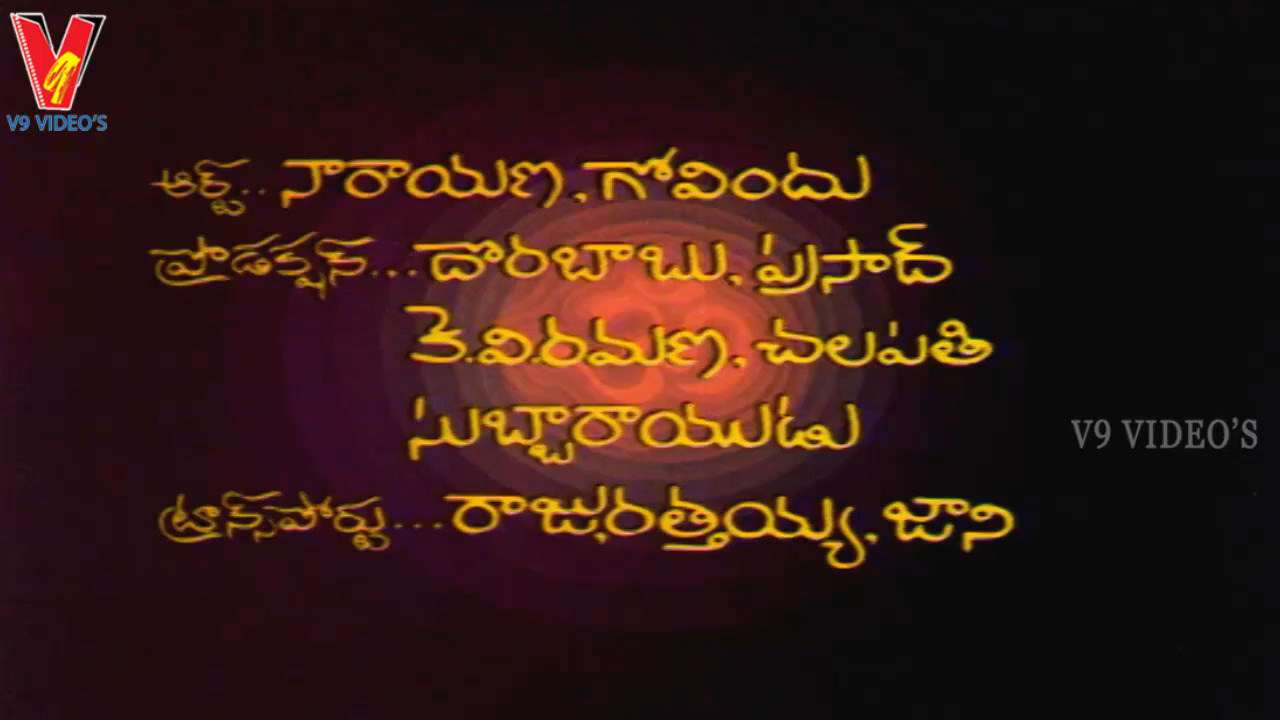 V9 VIDEO'S
ఆర్ట్.. నారాయణ, గోవిందు
ప్రొడక్షన్... దొరబాబు, ప్రసాద్
కె.వి.రమణ, చలపతి
సుబ్బారాయుడు
V9 VIDEO'S
ట్రాన్స్‌పోర్టు... రాజు,రత్తయ్య, జానీ